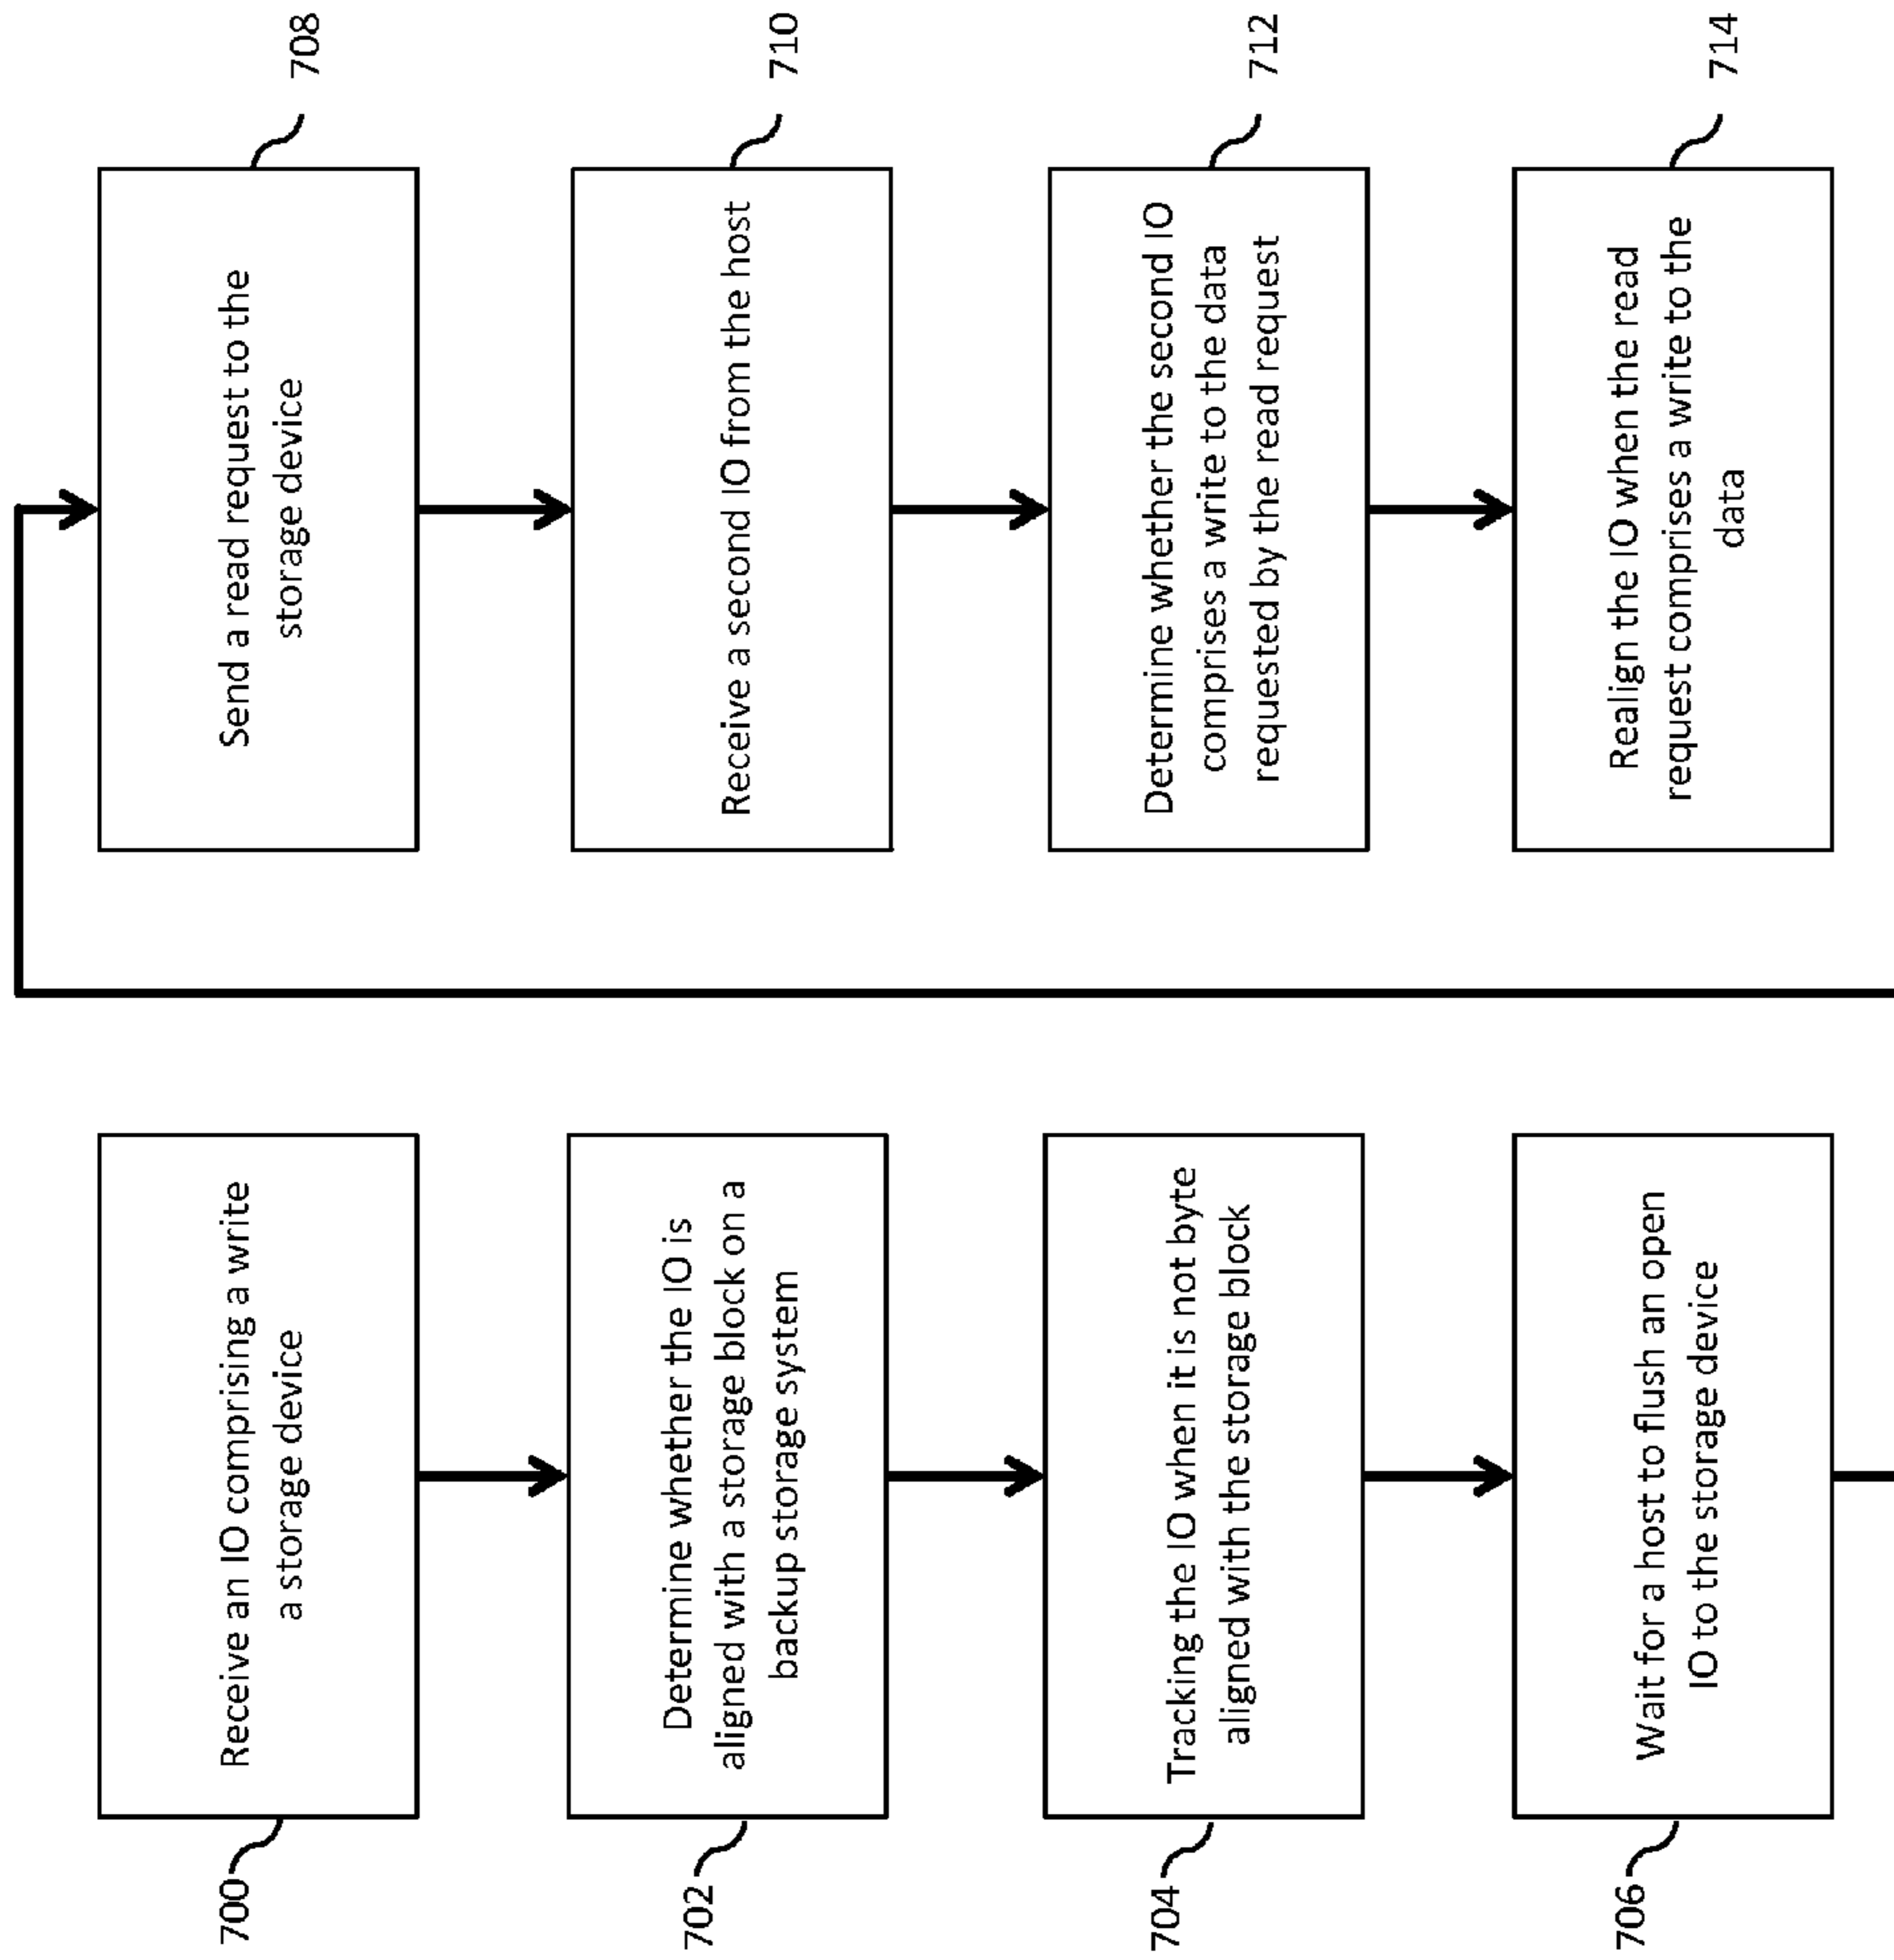 700
Receive an IO comprising a write
a storage device
702
Determine whether the IO is
aligned with a storage block on a
backup storage system
704
Tracking the IO when it is not byte
aligned with the storage block
706
Wait for a host to flush an open
IO to the storage device
Send a read request to the
storage device
708
Receive a second IO from the host
710
Determine whether the second IO
comprises a write to the data
requested by the read request
712
Realign the IO when the read
request comprises a write to the
data
714